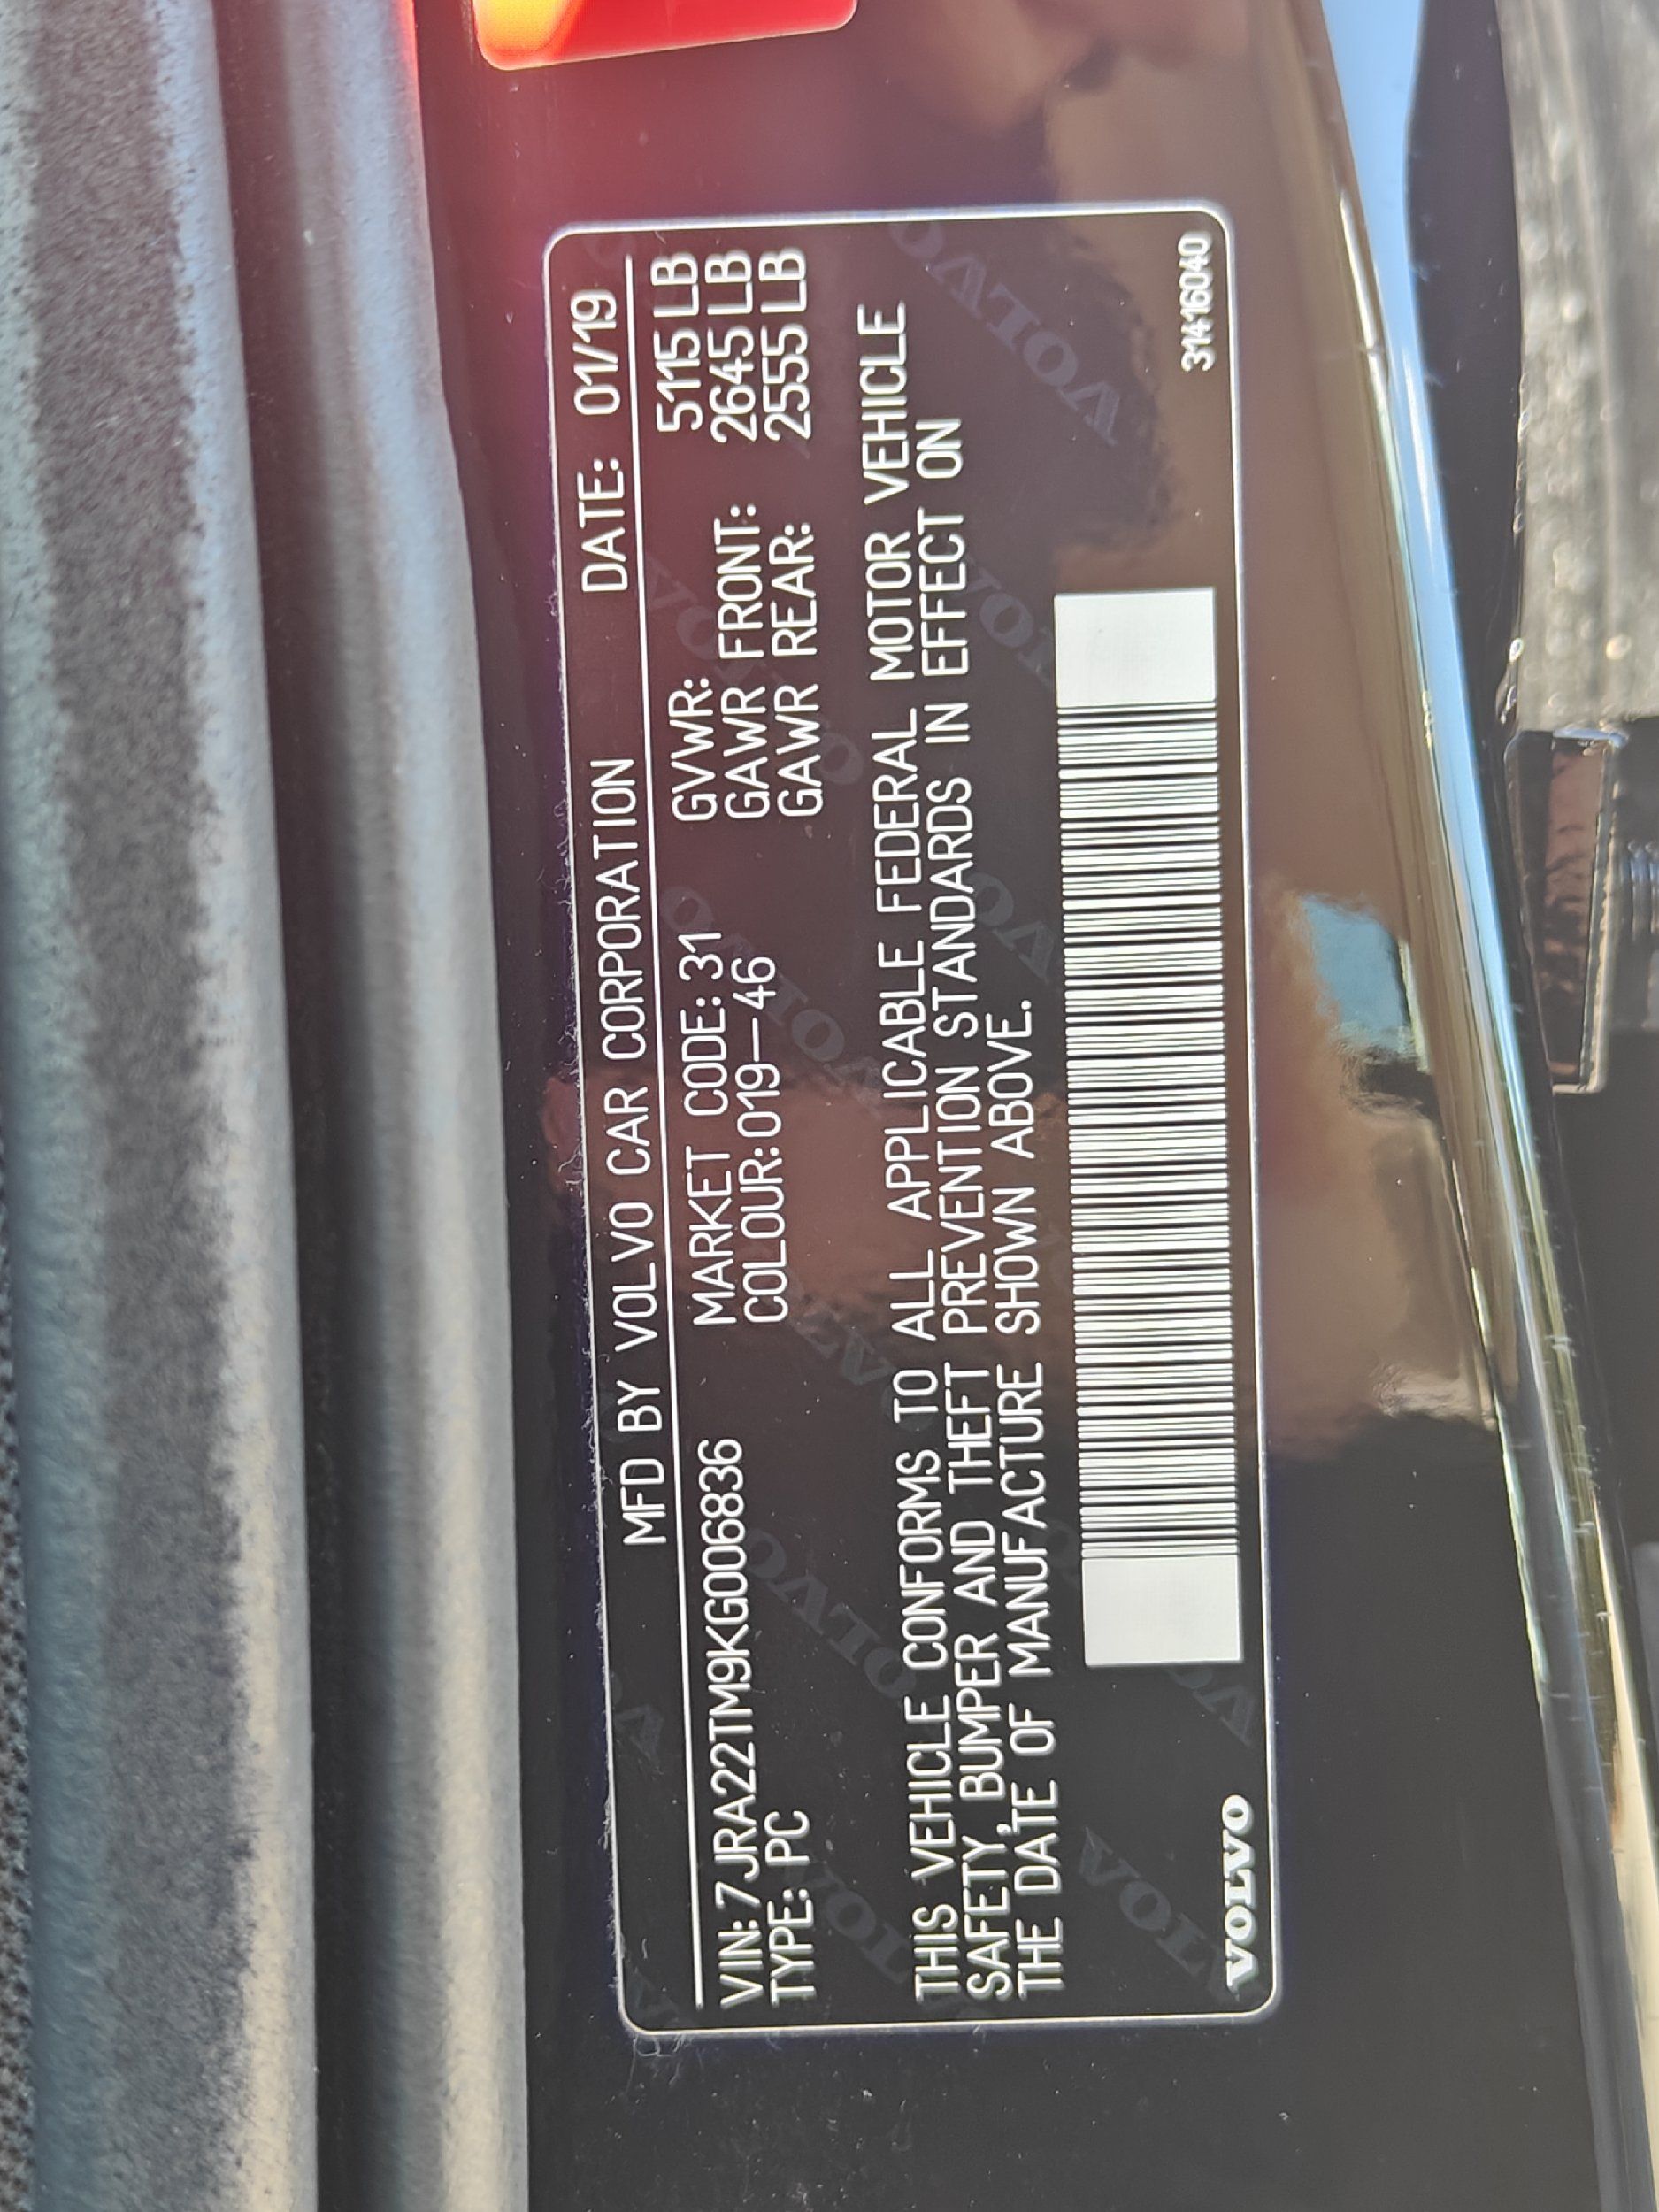 MFD BY VOLVO CAR CORPORATION DATE: 01/19
VIN: 7JRA22TM9KG006836 MARKET CODE: 31 GVWR: 5115 LB
TYPE: PC COLOUR: 019-46 GAWR FRONT: 2645 LB
GAWR REAR: 2555 LB
THIS VEHICLE CONFORMS TO ALL APPLICABLE FEDERAL MOTOR VEHICLE
SAFETY, BUMPER AND THEFT PREVENTION STANDARDS IN EFFECT ON
THE DATE OF MANUFACTURE SHOWN ABOVE.
VOLVO 31416040